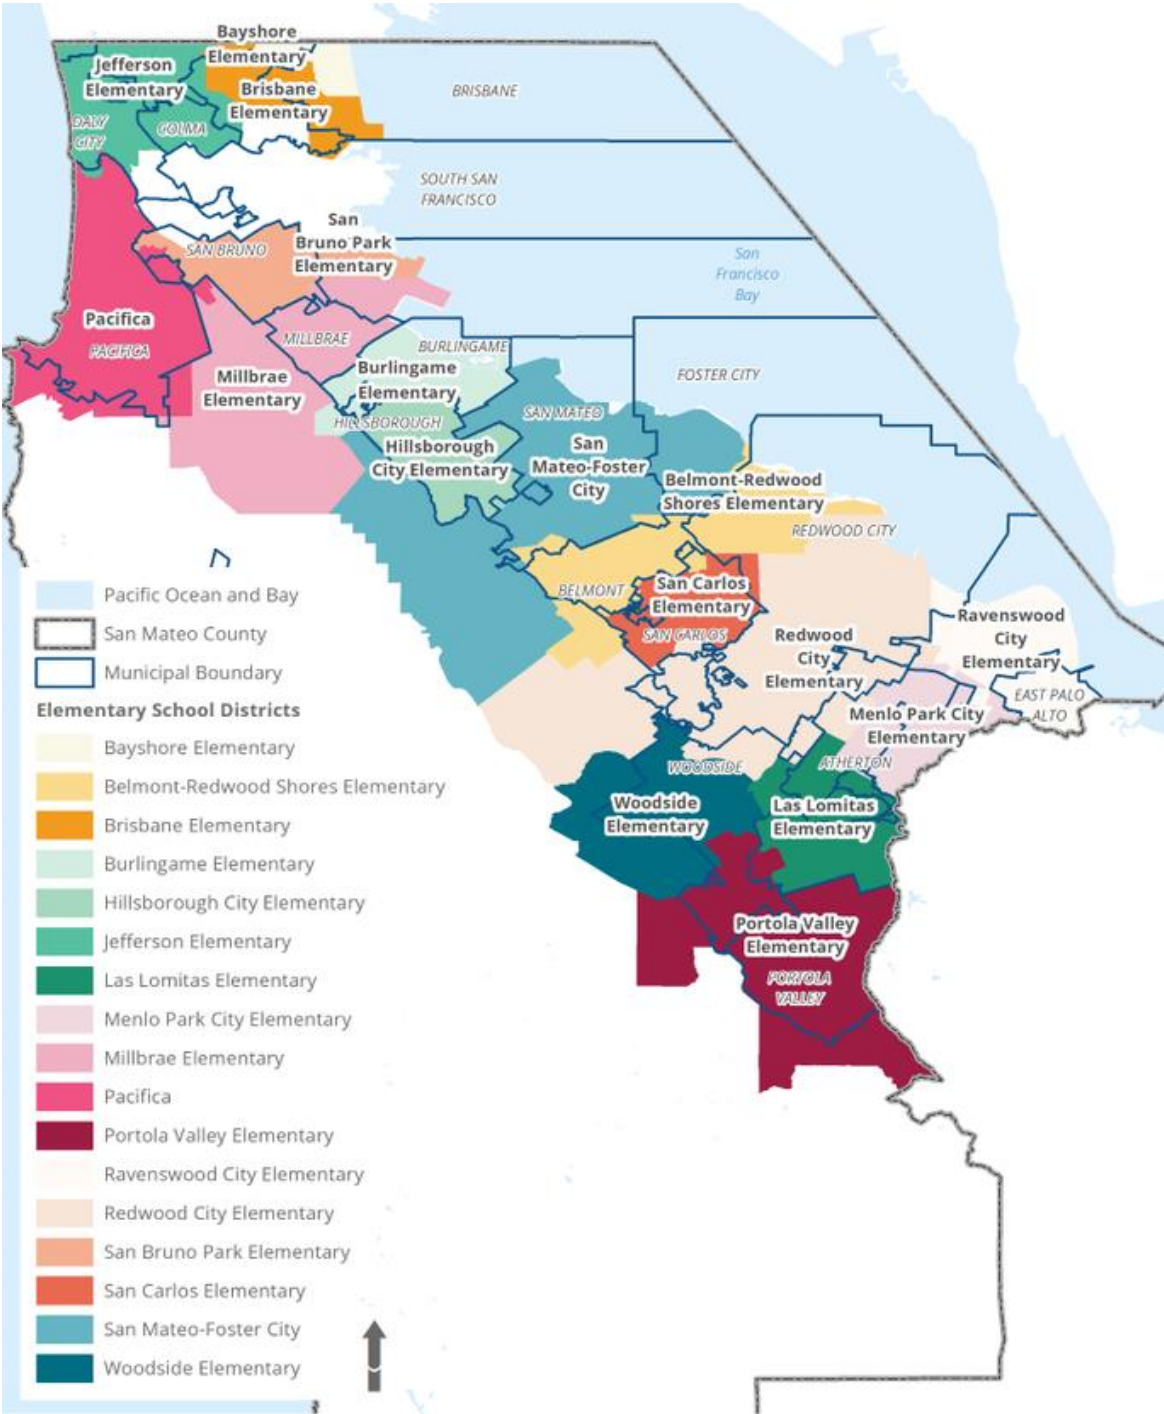 Bayshore
Elementary
Jefferson
Elementary
Brisbane
Elementary
BRISBANE
DALY
CITY
COLMA
SOUTH SAN
FRANCISCO
San
Bruno Park
Elementary
SAN BRUNO
San
Francisco
Bay
Pacifica
PACIFICA
MILLBRAE
BURLINGAME
Millbrae
Elementary
Burlingame
Elementary
FOSTER CITY
HILLSBOROUGH
SAN MATEO
Hillsborough
City Elementary
San
Mateo-Foster
City
Belmont-Redwood
Shores Elementary
REDWOOD CITY
BELMONT
San Carlos
Elementary
SAN CARLOS
Redwood
City
Elementary
Ravenswood
City
Elementary
EAST PALO
ALTO
Menlo Park City
Elementary
WOODSIDE
ATHERTON
Woodside
Elementary
Las Lomitas
Elementary
Portola Valley
Elementary
PORTOLA
VALLEY
Pacific Ocean and Bay
San Mateo County
Municipal Boundary
Elementary School Districts
Bayshore Elementary
Belmont-Redwood Shores Elementary
Brisbane Elementary
Burlingame Elementary
Hillsborough City Elementary
Jefferson Elementary
Las Lomitas Elementary
Menlo Park City Elementary
Millbrae Elementary
Pacifica
Portola Valley Elementary
Ravenswood City Elementary
Redwood City Elementary
San Bruno Park Elementary
San Carlos Elementary
San Mateo-Foster City
Woodside Elementary